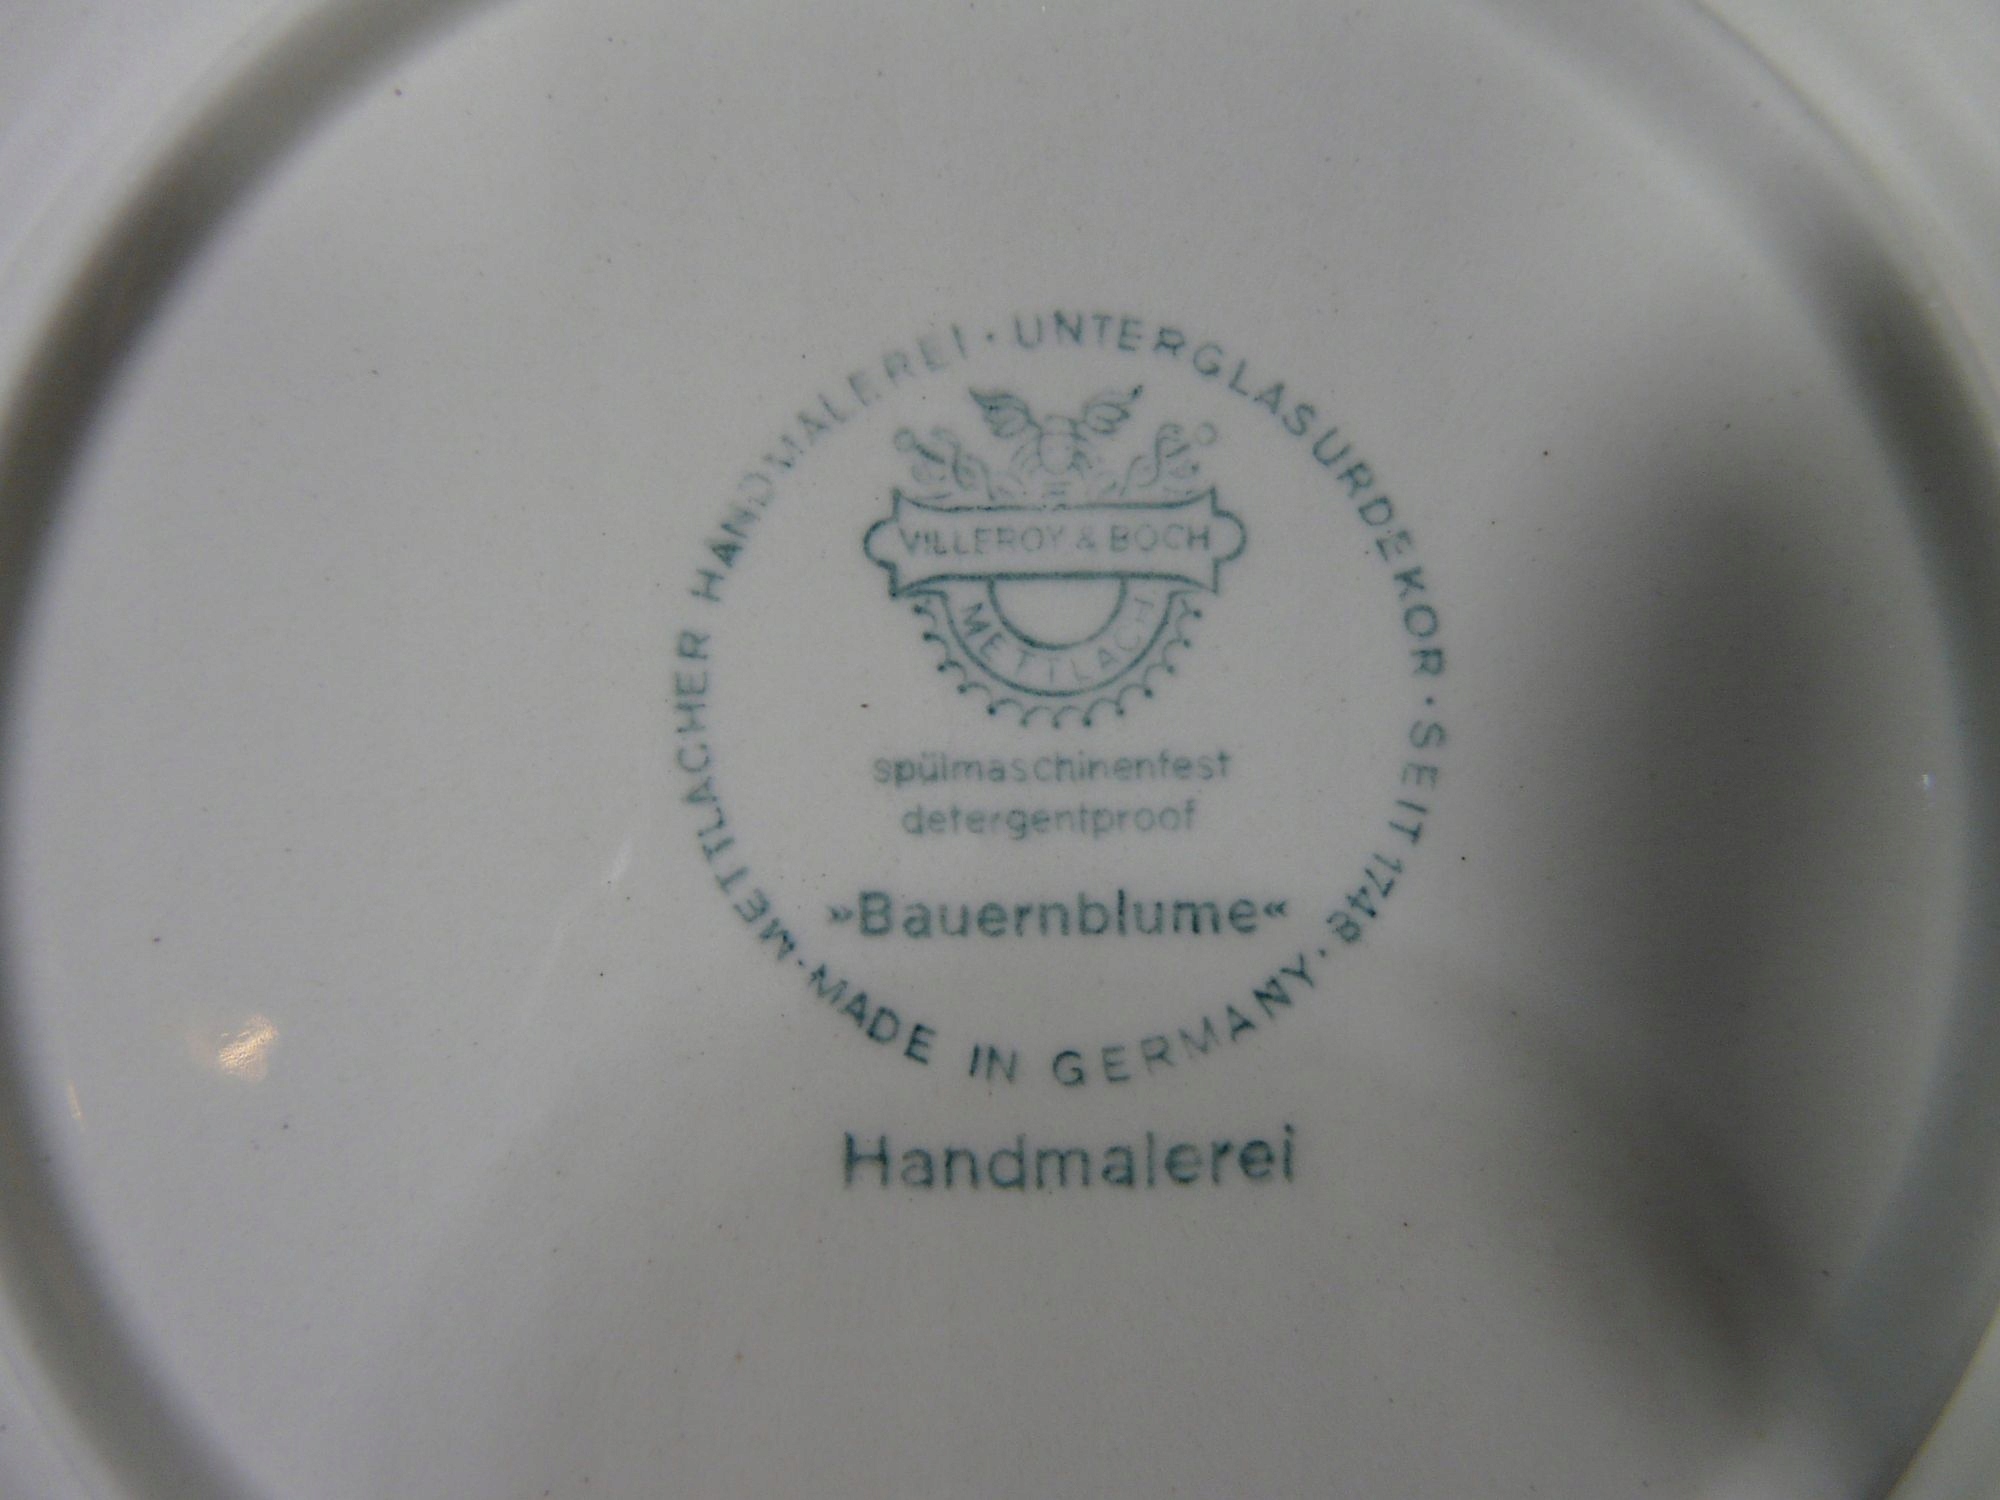 METTLACHER HANDMALEREI · UNTERGLASURDEKOR · SEIT 1748 · MADE IN GERMANY ·
VILLEROY & BOCH
METTLACH
spülmaschinenfest
detergentproof
»Bauernblume«
Handmalerei